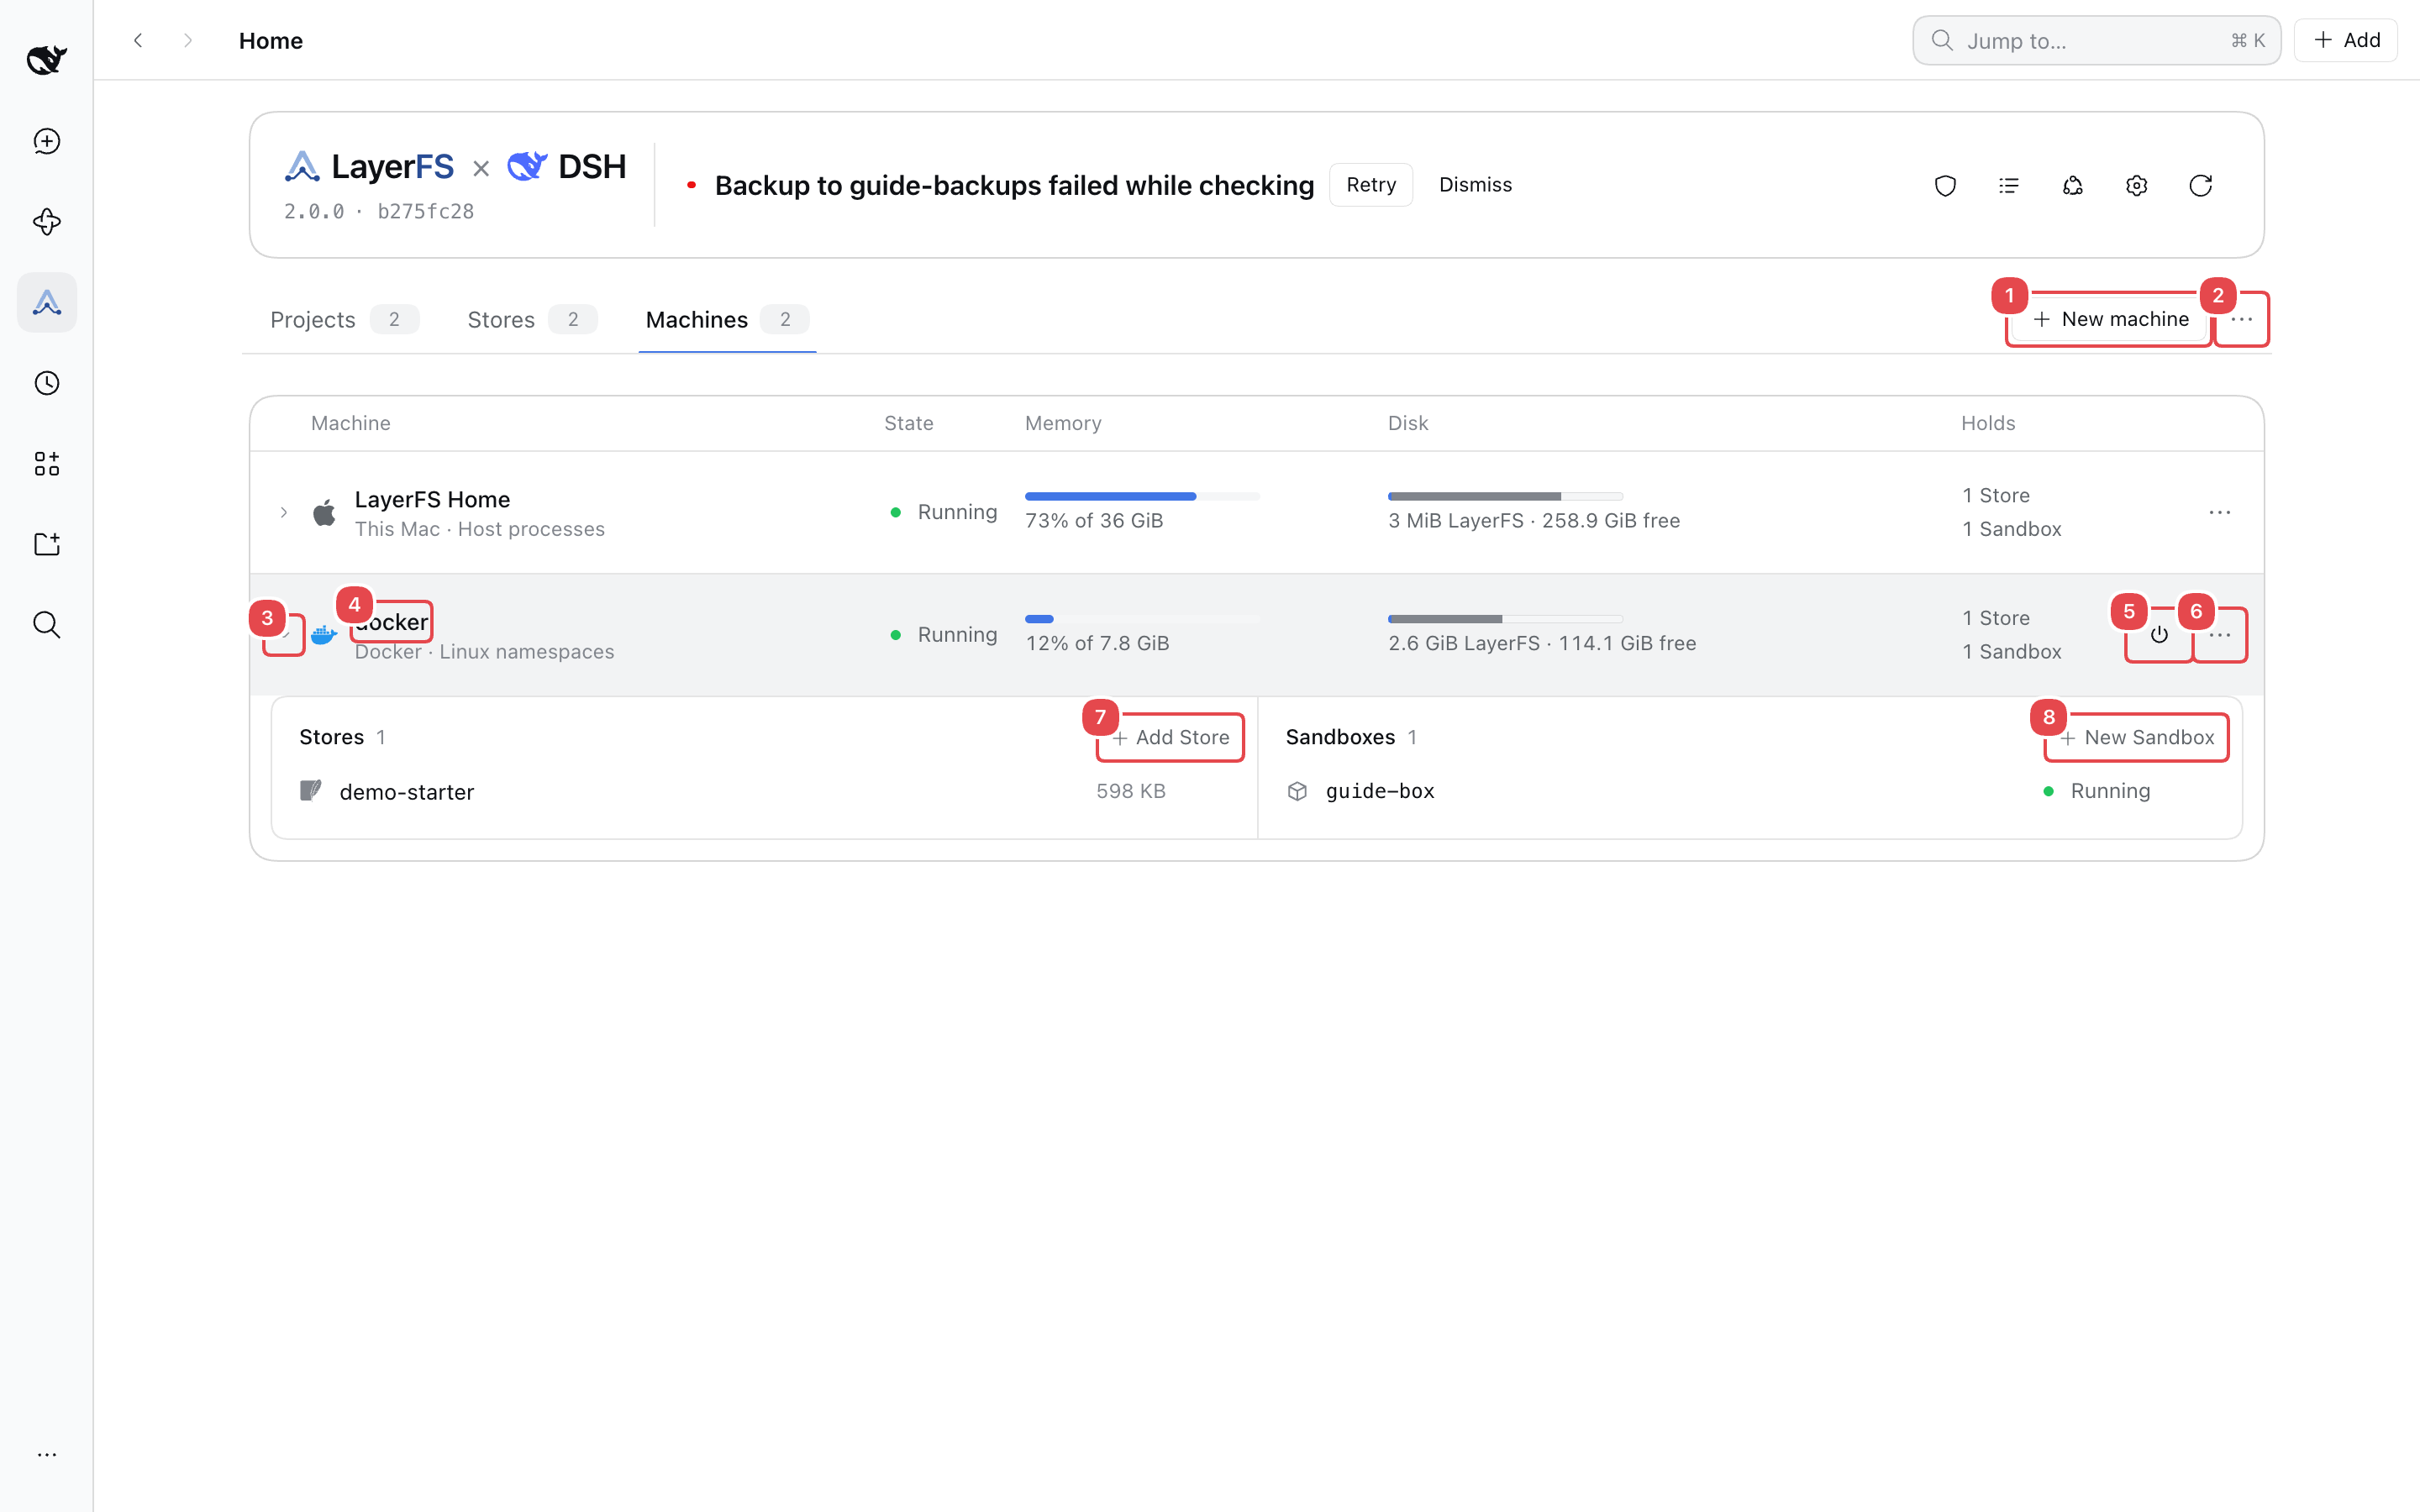 Home
Jump to...
⌘ K
+ Add
LayerFS × DSH
2.0.0 · b275fc28
Backup to guide-backups failed while checking
Retry
Dismiss
Projects 2
Stores 2
Machines 2
1
+ New machine
2
Machine
State
Memory
Disk
Holds
LayerFS Home
This Mac · Host processes
Running
73% of 36 GiB
3 MiB LayerFS · 258.9 GiB free
1 Store
1 Sandbox
3
4
docker
Docker · Linux namespaces
Running
12% of 7.8 GiB
2.6 GiB LayerFS · 114.1 GiB free
1 Store
1 Sandbox
5
6
Stores 1
7
+ Add Store
demo-starter
598 KB
Sandboxes 1
8
+ New Sandbox
guide-box
Running